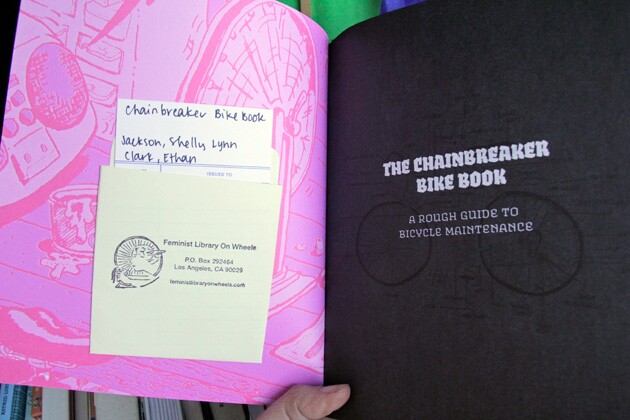 Chainbreaker Bike Book
Jackson, Shelly Lynn
Clark, Ethan
ISSUED TO
Feminist Library On Wheels
P.O. Box 292464
Los Angeles, CA 90029
feministlibraryonwheels.com
THE CHAINBREAKER
BIKE BOOK
A ROUGH GUIDE TO
BICYCLE MAINTENANCE